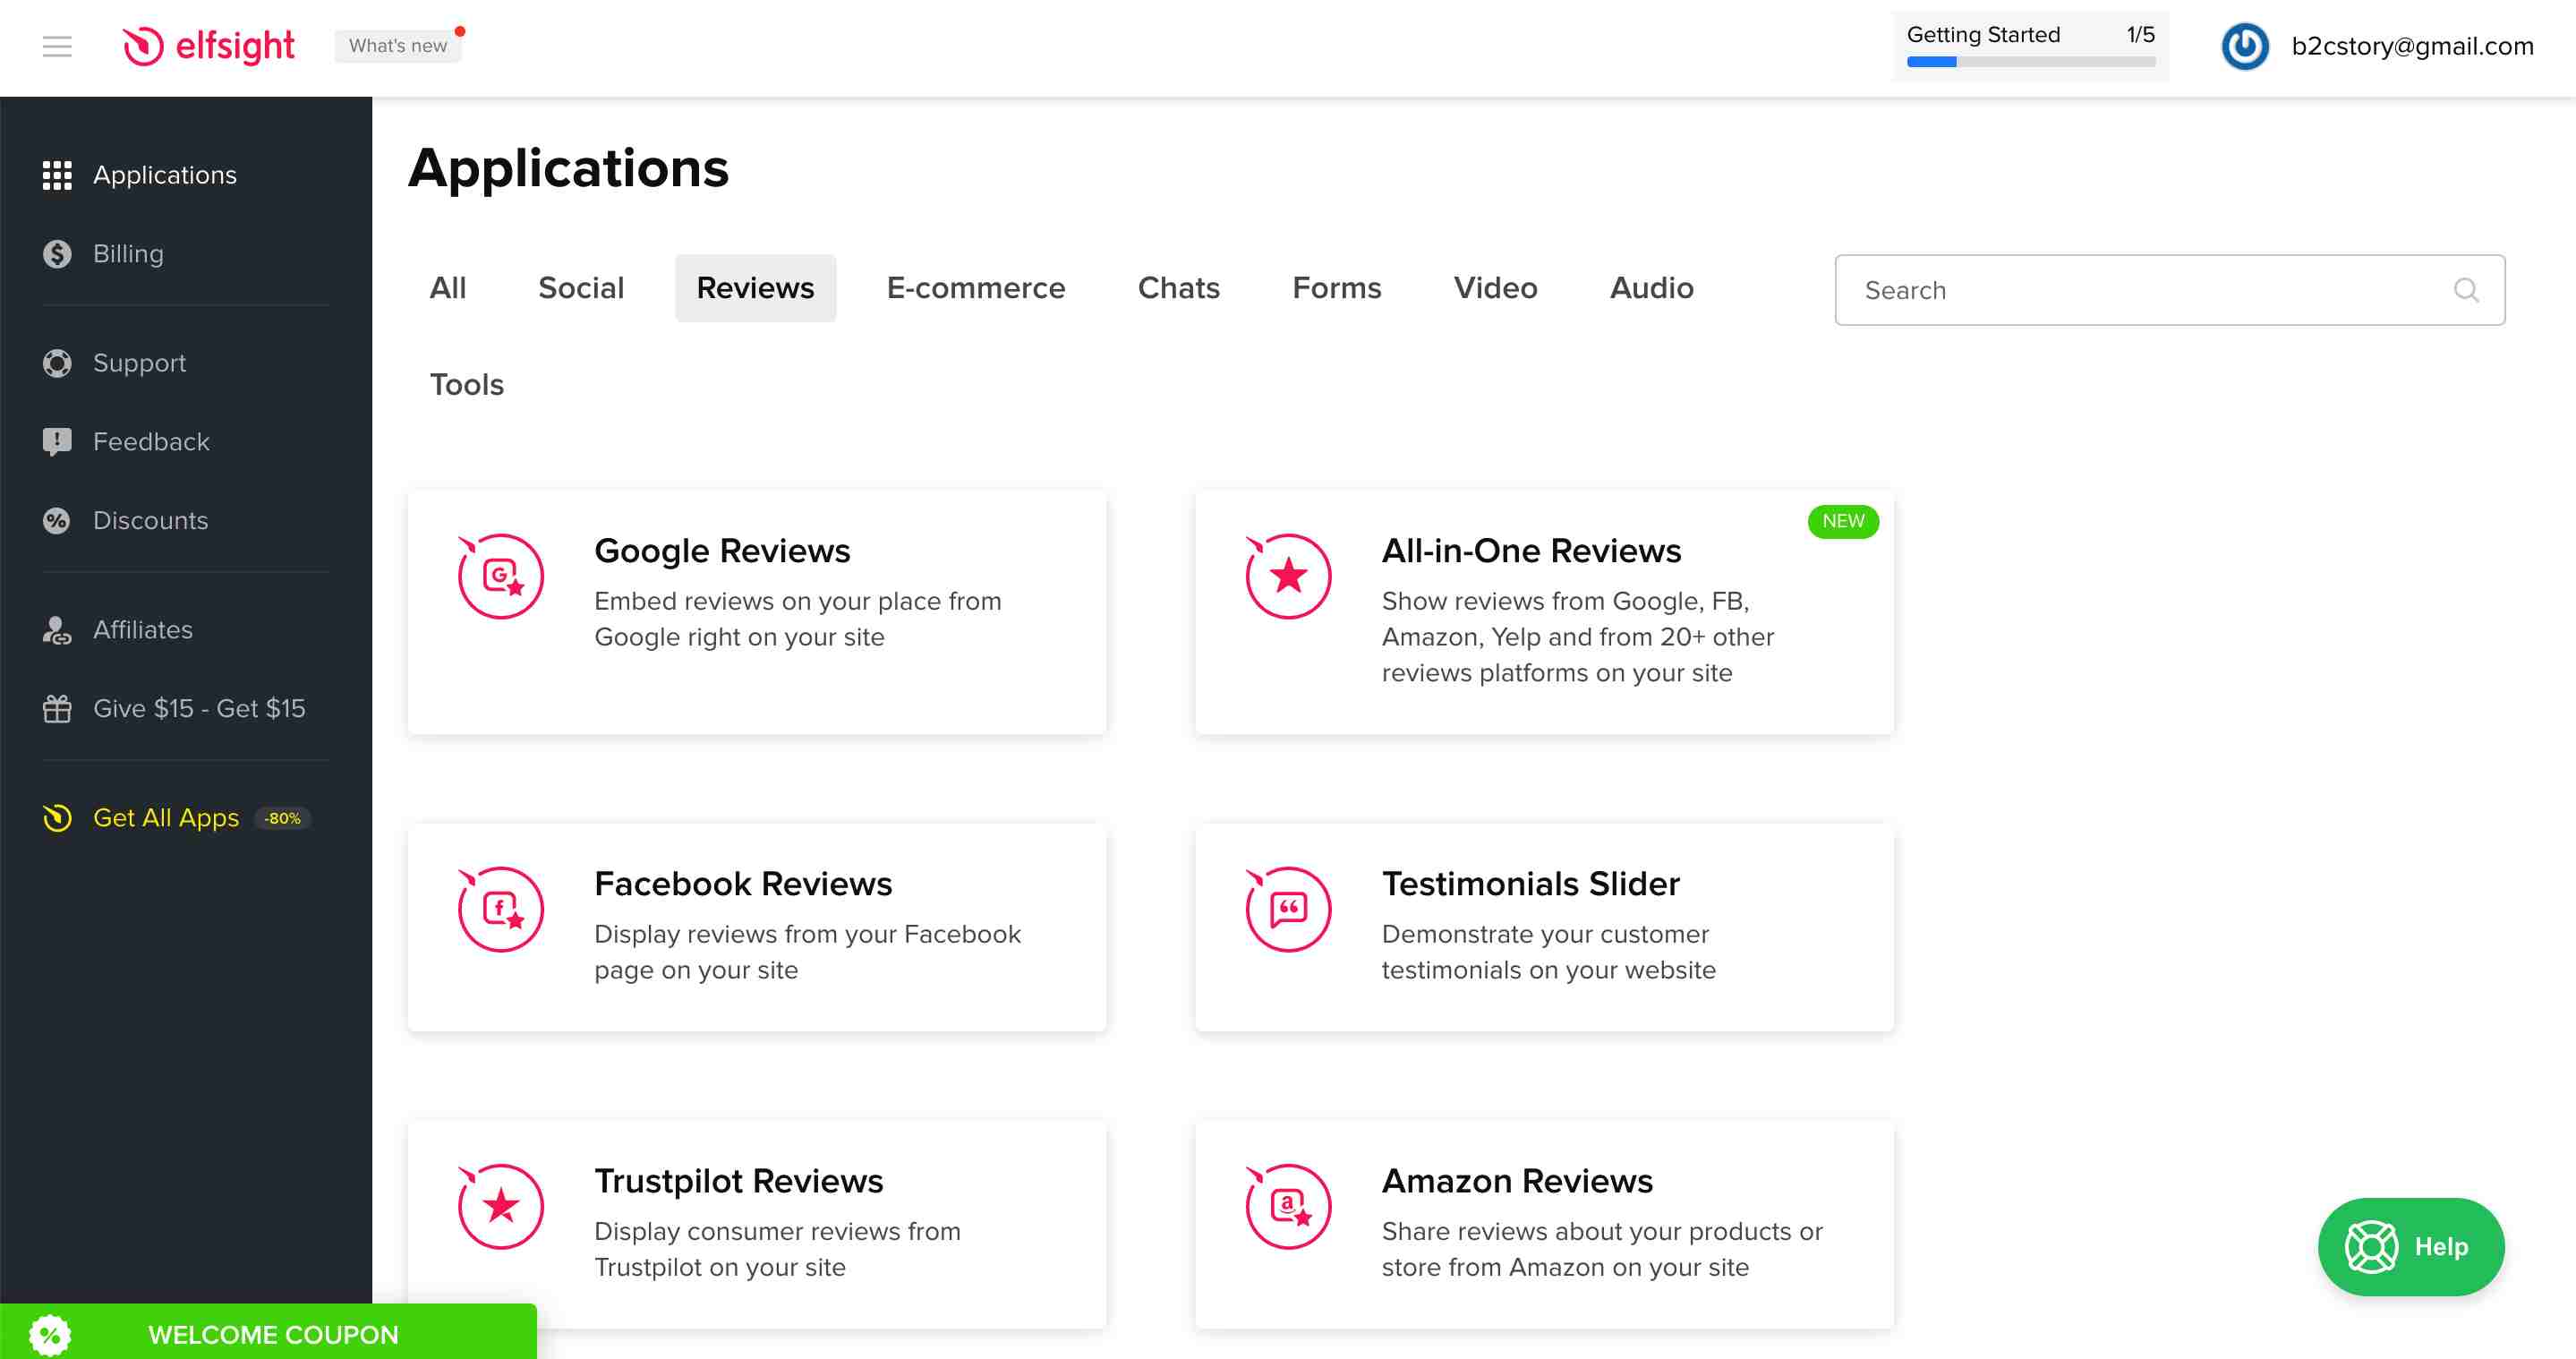 elfsight
What's new
Getting Started 1/5
b2cstory@gmail.com
Applications
Billing
Support
Feedback
Discounts
Affiliates
Give $15 - Get $15
Get All Apps -80%
WELCOME COUPON
Applications
All Social Reviews E-commerce Chats Forms Video Audio
Tools
Search
Google Reviews
Embed reviews on your place from
Google right on your site
NEW
All-in-One Reviews
Show reviews from Google, FB,
Amazon, Yelp and from 20+ other
reviews platforms on your site
Facebook Reviews
Display reviews from your Facebook
page on your site
Testimonials Slider
Demonstrate your customer
testimonials on your website
Trustpilot Reviews
Display consumer reviews from
Trustpilot on your site
Amazon Reviews
Share reviews about your products or
store from Amazon on your site
Help